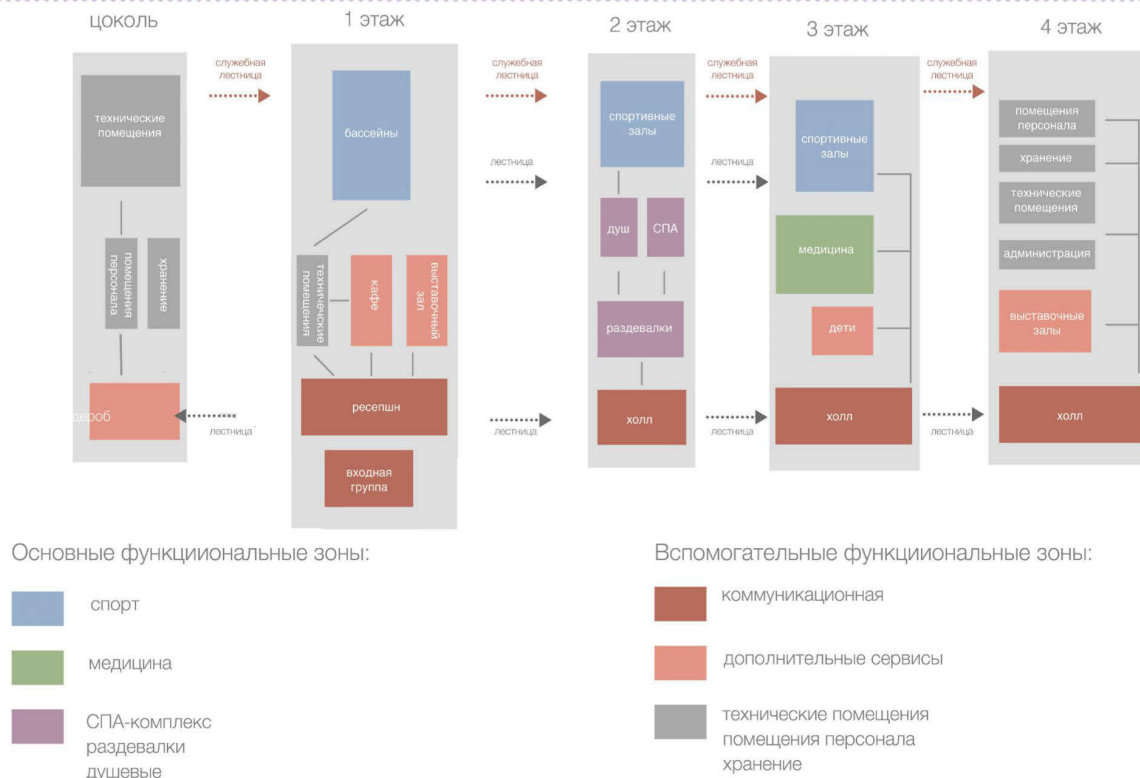 цоколь
1 этаж
2 этаж
3 этаж
4 этаж
служебная
лестница
служебная
лестница
служебная
лестница
служебная
лестница
технические
помещения
помещения
персонала
хранение
лестница
бассейны
технические
помещения
кафе
выставочный
зал
ресепшн
входная
группа
лестница
лестница
спортивные
залы
душ
СПА
раздевалки
холл
лестница
лестница
спортивные
залы
медицина
дети
холл
лестница
помещения
персонала
хранение
технические
помещения
администрация
выставочные
залы
холл
Основные функциональные зоны:
спорт
медицина
СПА-комплекс
раздевалки
душевые
Вспомогательные функциональные зоны:
коммуникационная
дополнительные сервисы
технические помещения
помещения персонала
хранение